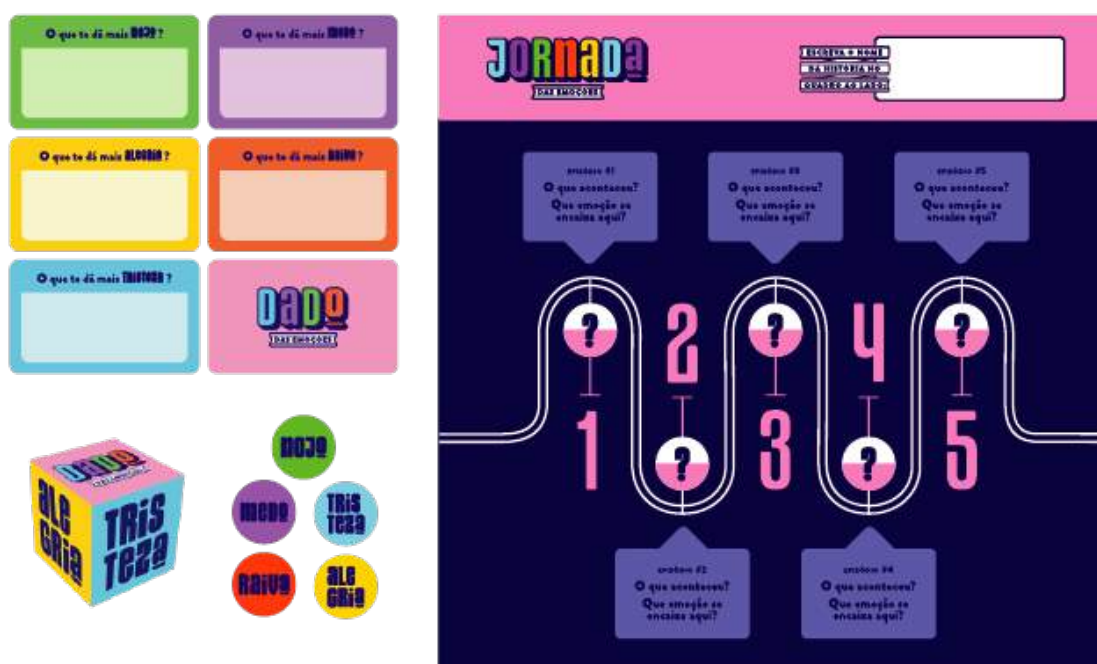 O que te dá mais NOJO ?
O que te dá mais MEDO ?
O que te dá mais ALEGRIA ?
O que te dá mais RAIVA ?
O que te dá mais TRISTEZA ?
DADO
DAS EMOÇÕES
DADO
ALE
GRIA
TRIS
TEZA
NOJO
MEDO
TRIS
TEZA
RAIVA
ALE
GRIA
JORNADA
DAS EMOÇÕES
ESCREVA O NOME
DA HISTÓRIA NO
QUADRO AO LADO:
#1
O que aconteceu?
Que emoção se
encaixa aqui?
O que aconteceu?
Que emoção se
encaixa aqui?
#5
O que aconteceu?
Que emoção se
encaixa aqui?
?
?
?
2
4
1
3
5
?
?
#2
O que aconteceu?
Que emoção se
encaixa aqui?
#4
O que aconteceu?
Que emoção se
encaixa aqui?